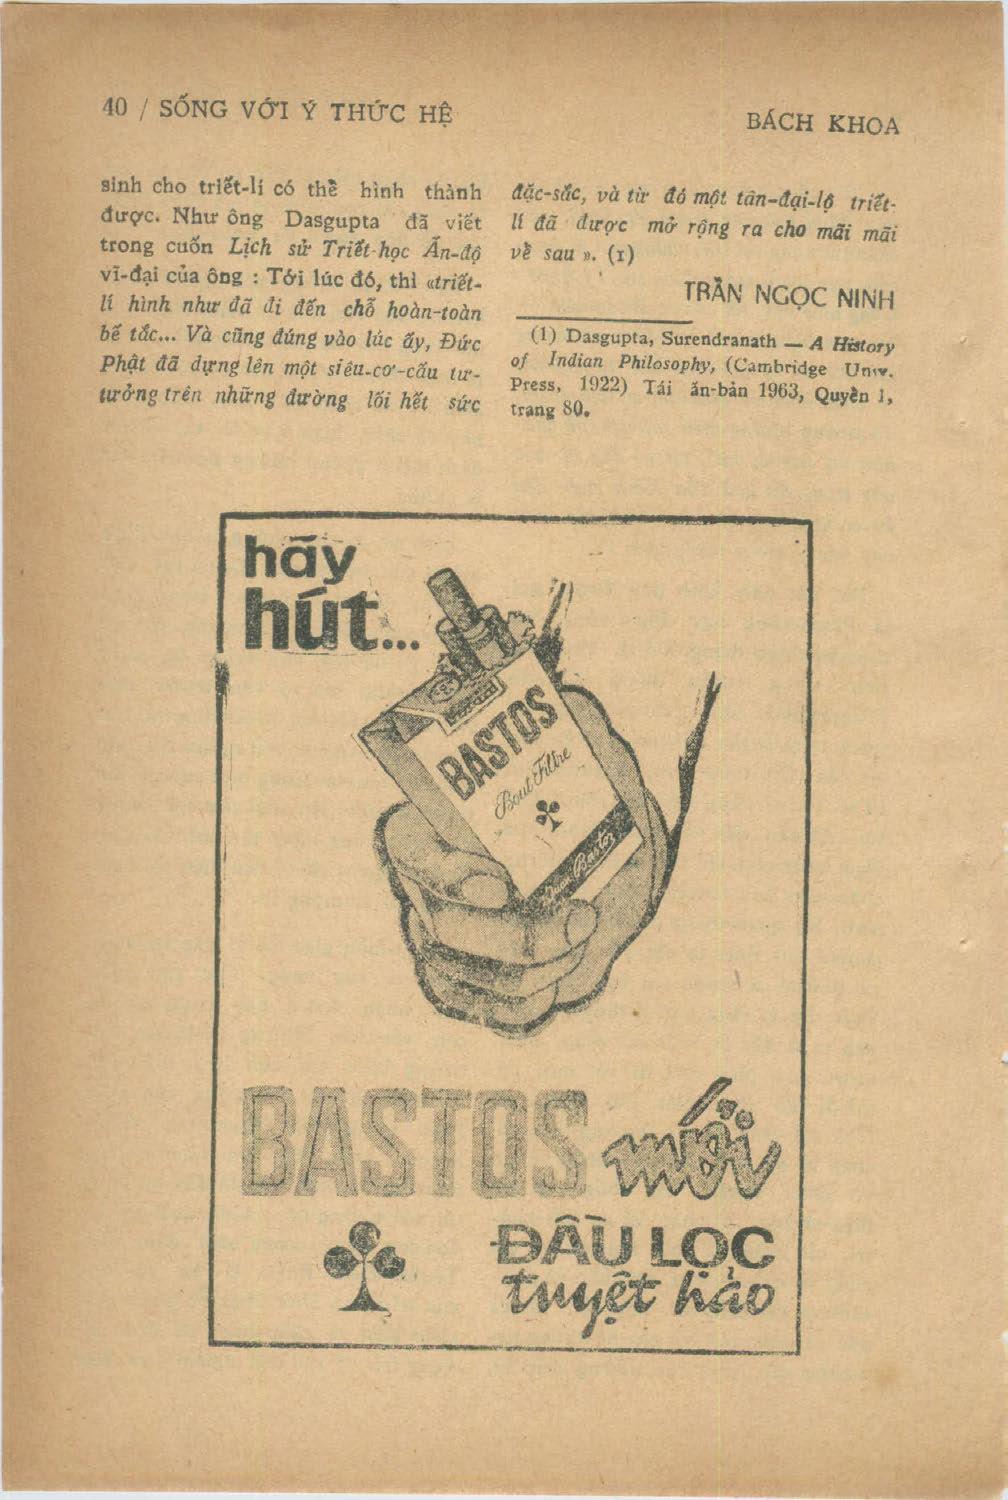 40 / SỐNG VỚI Ý THỨC HỆ
BÁCH KHOA
sinh cho triết-lí có thể hình thành
được. Như ông Dasgupta đã viết
trong cuốn Lịch sử Triết-học Ấn-độ
vĩ-đại của ông : Tới lúc đó, thì «triết-
lí hình như đã đi đến chỗ hoàn-toàn
bế tắc... Và cũng đúng vào lúc ấy, Đức
Phật đã dựng lên một siêu-cơ-cấu tư-
tưởng trên những đường lối hết sức
đặc-sắc, và từ đó một tân-đại-lộ triết-
lí đã được mở rộng ra cho mãi mãi
về sau ». (1)
TRẦN NGỌC NINH
(1) Dasgupta, Surendranath — A History
of Indian Philosophy, (Cambridge Univ.
Press, 1922) Tái ấn-bản 1963, Quyển 1,
trang 80.
hãy
hút...
BASTOS
Bout Filtre
Bastos
BASTOS mới
ĐẦU LỌC
tuyệt hảo